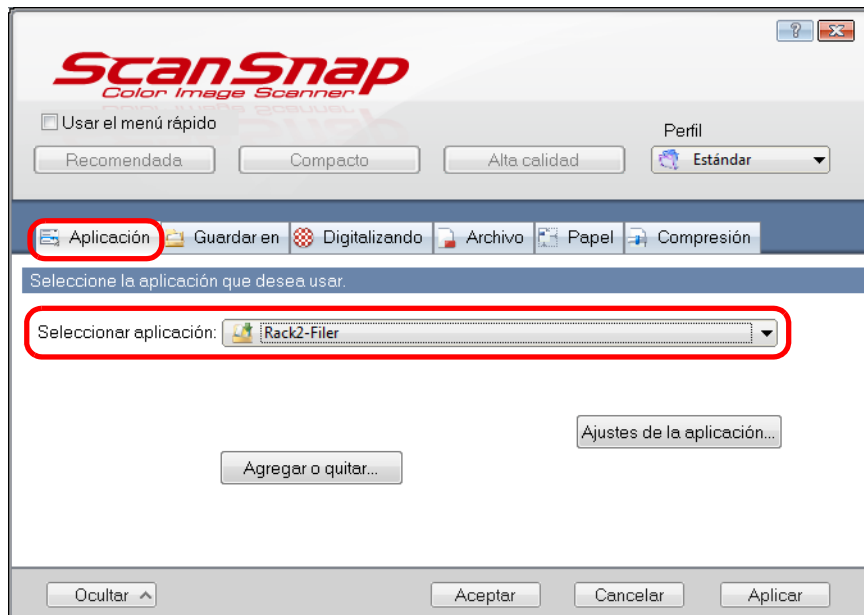 ScanSnap
Color Image Scanner
Usar el menú rápido
Perfil
Recomendada Compacto Alta calidad Estándar
Aplicación Guardar en Digitalizando Archivo Papel Compresión
Seleccione la aplicación que desea usar.
Seleccionar aplicación: Rack2-Filer
Ajustes de la aplicación...
Agregar o quitar...
Ocultar Aceptar Cancelar Aplicar